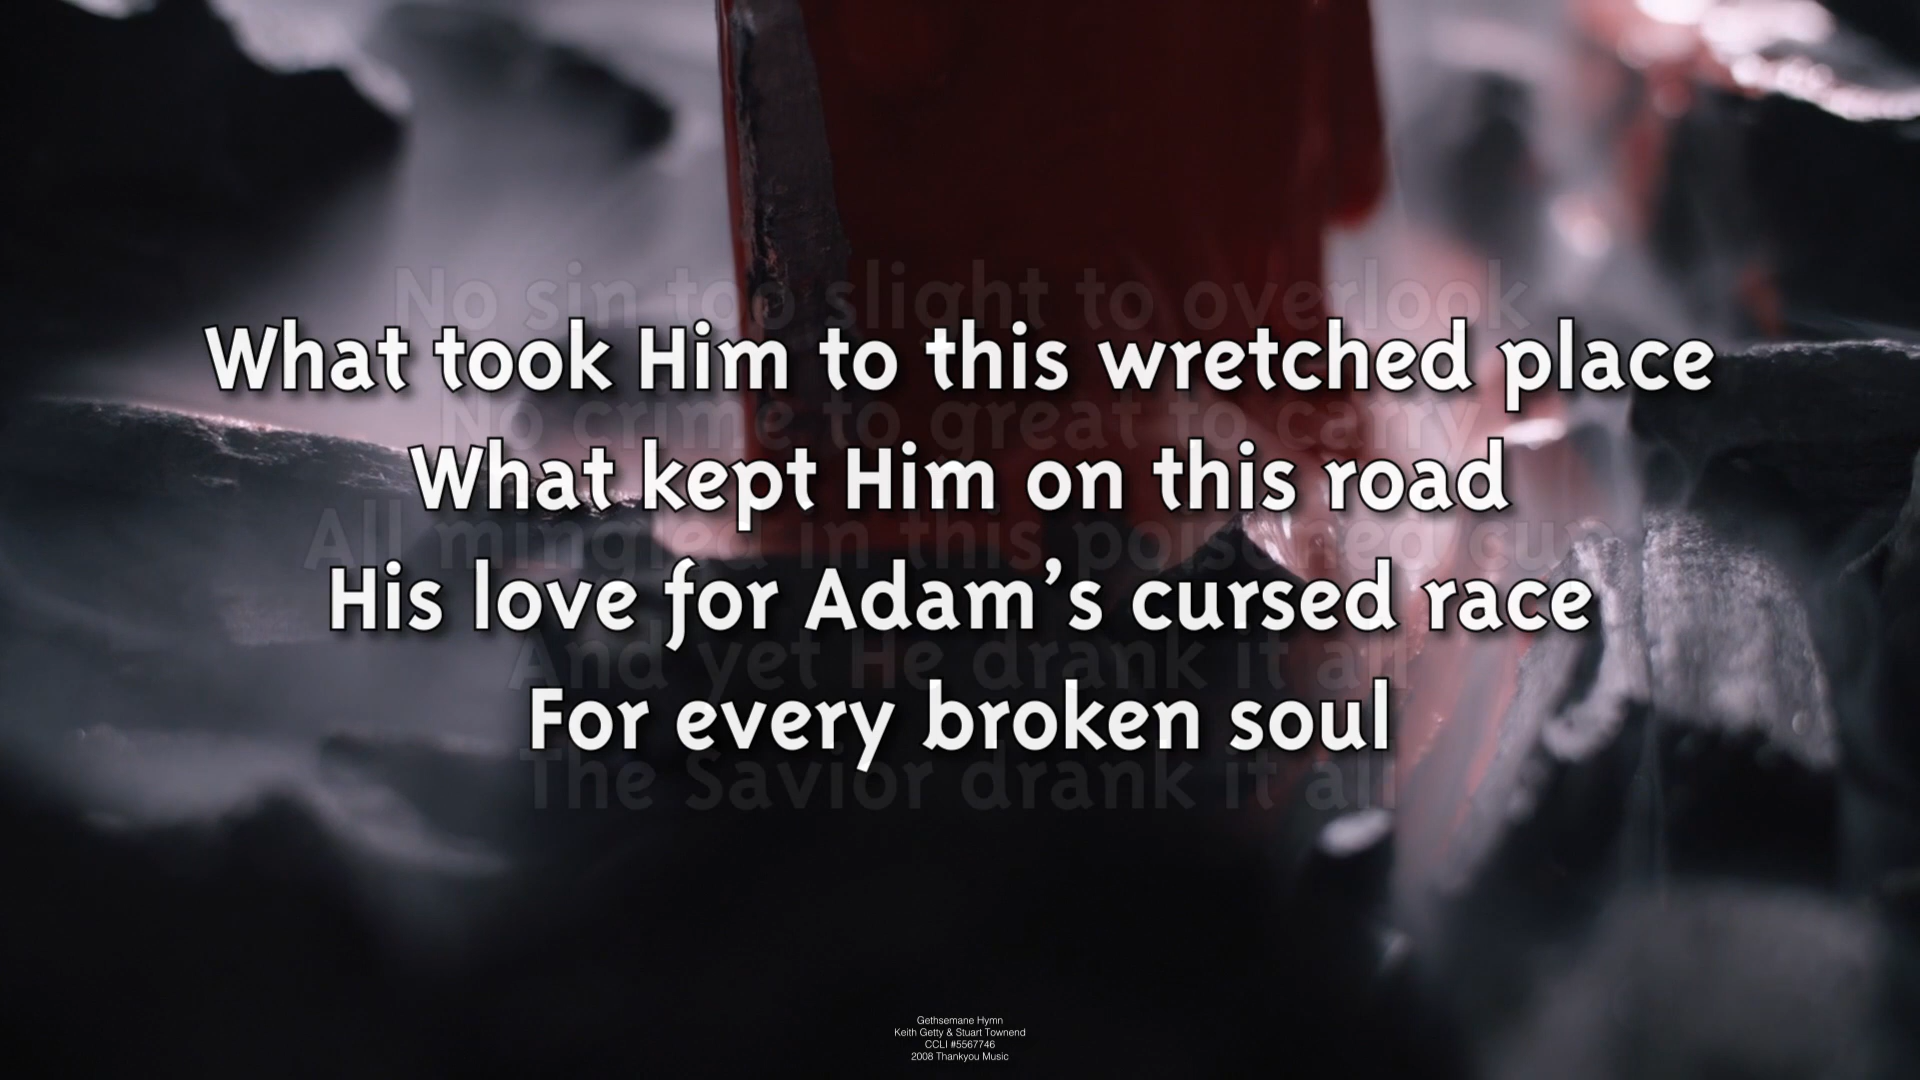 No sin too slight to overlook
What took Him to this wretched place
No crime to great to carry
What kept Him on this road
All mingled in this poisoned cup
His love for Adam's cursed race
And yet He drank it all
For every broken soul
The Savior drank it all
Gethsemane Hymn
Keith Getty & Stuart Townend
CCLI #5567746
2008 Thankyou Music